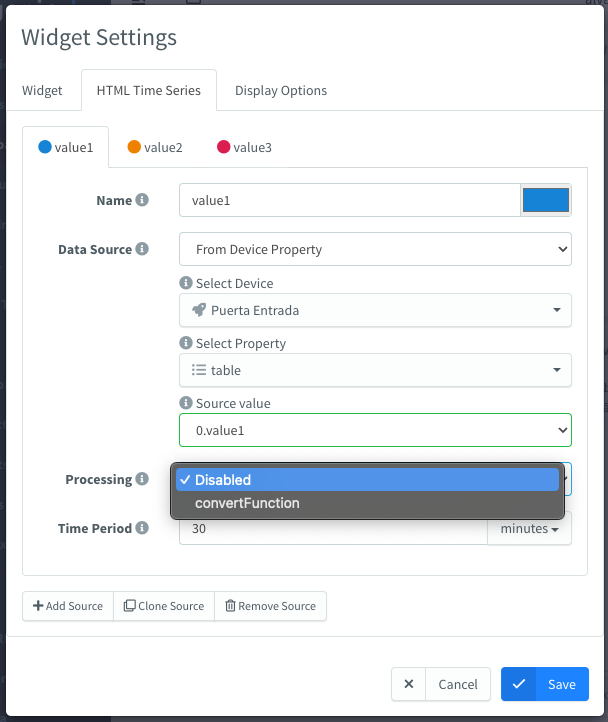 Widget Settings
Widget HTML Time Series Display Options
value1 value2 value3
Name value1
Data Source From Device Property
Select Device
Puerta Entrada
Select Property
table
Source value
0.value1
Processing Disabled
convertFunction
Time Period 30 minutes
Add Source Clone Source Remove Source
Cancel Save